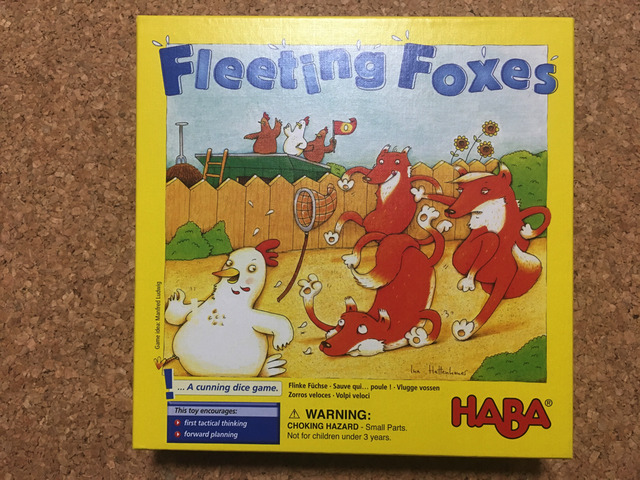 Fleeting Foxes
Game idea: Manfred Ludwig
... A cunning dice game.
This toy encourages:
first tactical thinking
forward planning
Flinke Füchse · Sauve qui... poule ! · Vlugge vossen
Zorros veloces · Volpi veloci
⚠ WARNING:
CHOKING HAZARD - Small Parts.
Not for children under 3 years.
HABA®